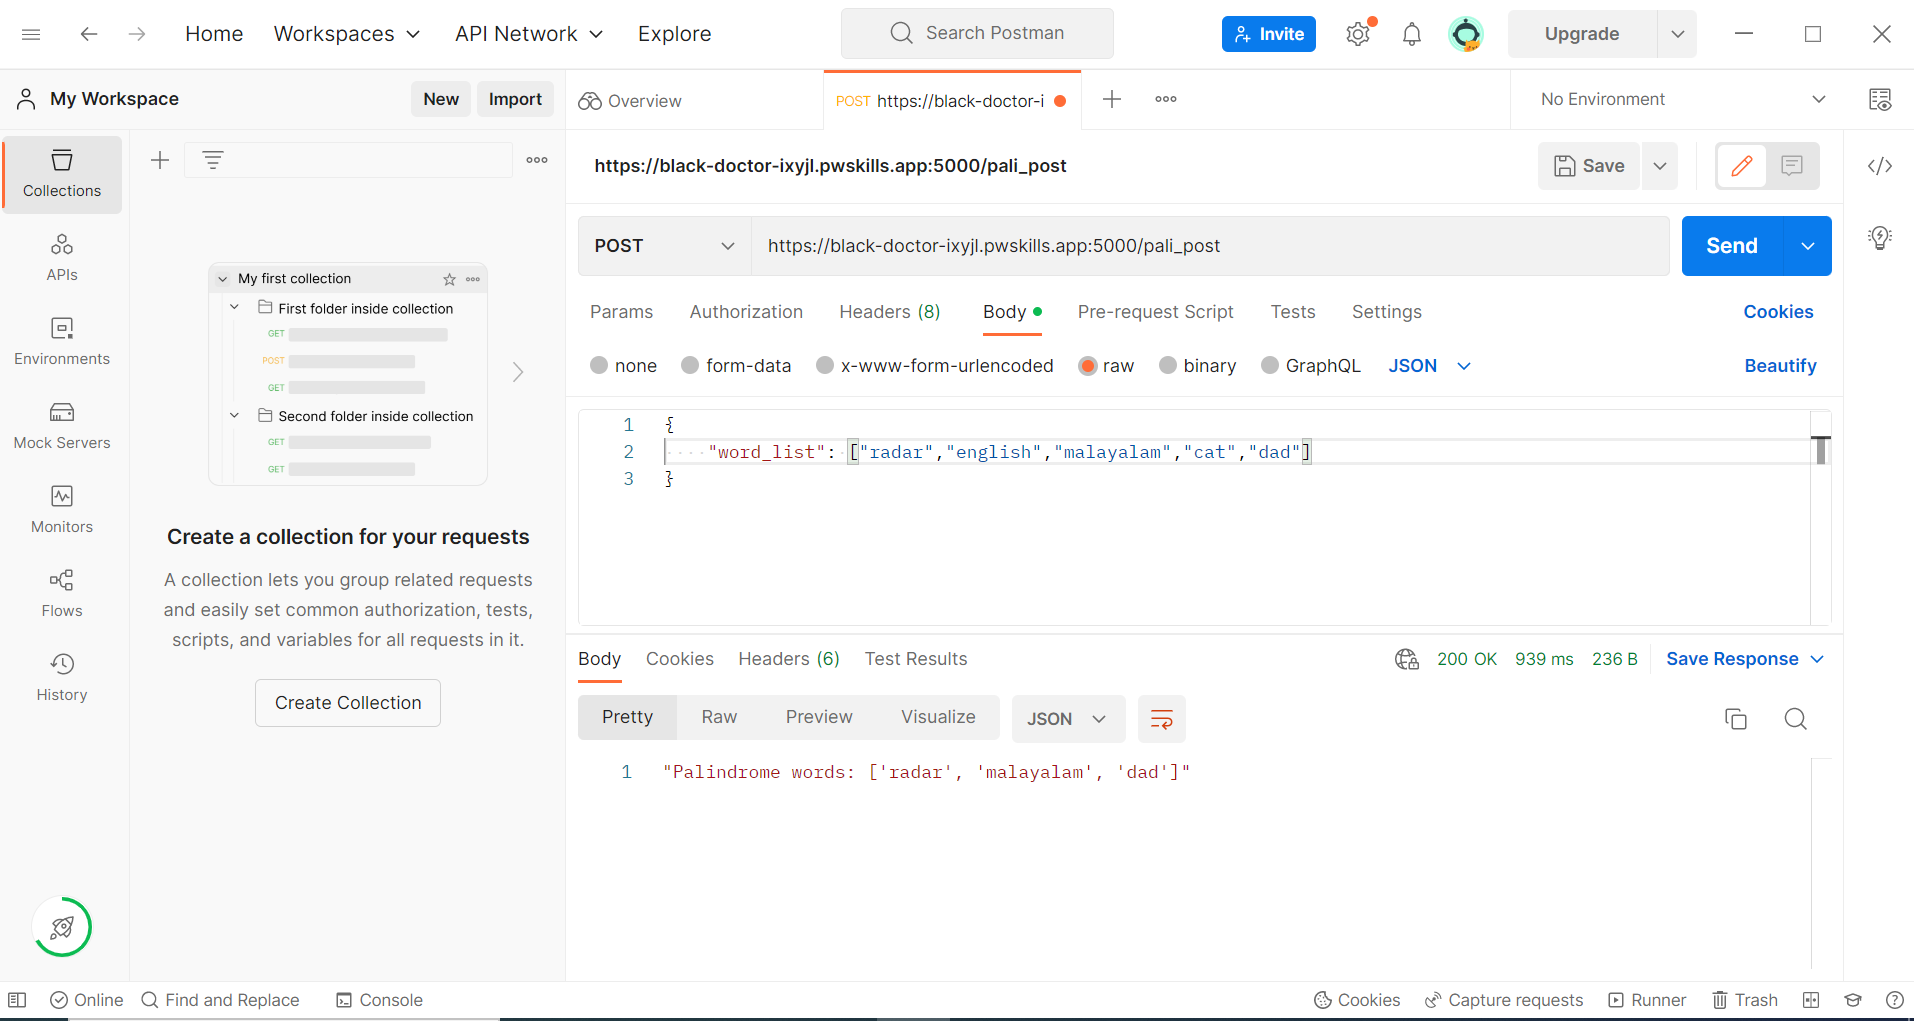 Home Workspaces API Network Explore Search Postman Invite Upgrade
My Workspace New Import Overview POST https://black-doctor-i No Environment
Collections
APIs
Environments
Mock Servers
Monitors
Flows
History
My first collection
First folder inside collection
GET
POST
GET
Second folder inside collection
GET
GET
Create a collection for your requests
A collection lets you group related requests
and easily set common authorization, tests,
scripts, and variables for all requests in it.
Create Collection
https://black-doctor-ixyjl.pwskills.app:5000/pali_post Save
POST https://black-doctor-ixyjl.pwskills.app:5000/pali_post Send
Params Authorization Headers (8) Body Pre-request Script Tests Settings Cookies
none form-data x-www-form-urlencoded raw binary GraphQL JSON Beautify
1 {
2 "word_list": ["radar","english","malayalam","cat","dad"]
3 }
Body Cookies Headers (6) Test Results 200 OK 939 ms 236 B Save Response
Pretty Raw Preview Visualize JSON
1 "Palindrome words: ['radar', 'malayalam', 'dad']"
Online Find and Replace Console Cookies Capture requests Runner Trash